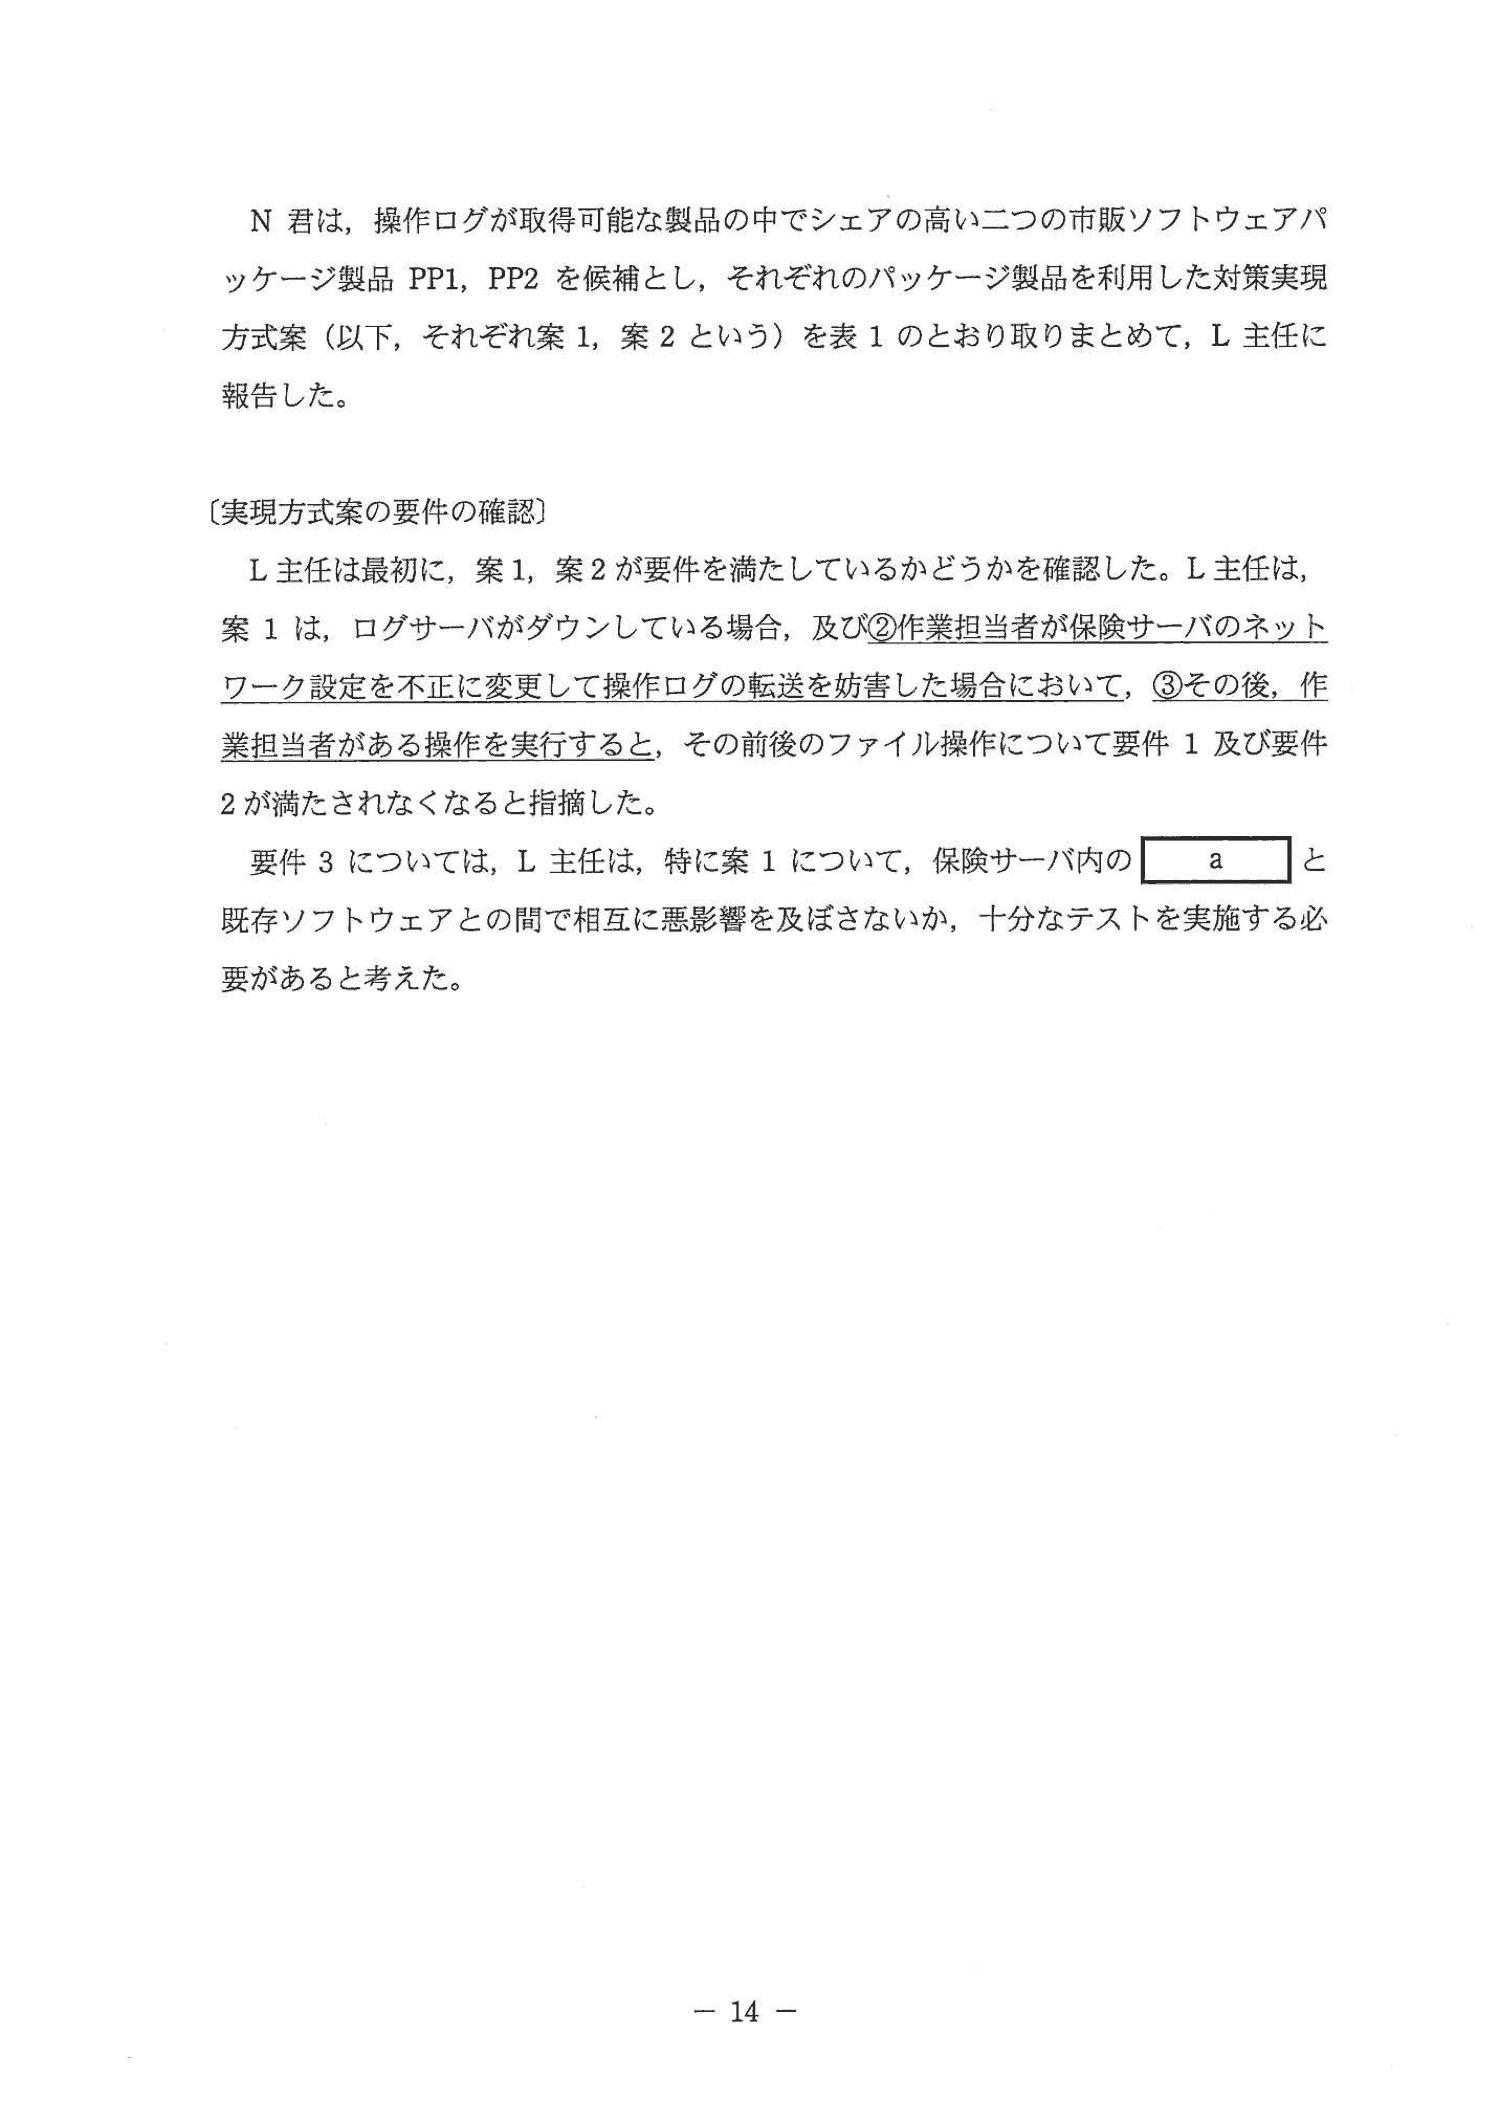 N 君は，操作ログが取得可能な製品の中でシェアの高い二つの市販ソフトウェアパ
ッケージ製品 PP1，PP2 を候補とし，それぞれのパッケージ製品を利用した対策実現
方式案（以下，それぞれ案 1，案 2 という）を表 1 のとおり取りまとめて，L 主任に
報告した。
〔実現方式案の要件の確認〕
L 主任は最初に，案 1，案 2 が要件を満たしているかどうかを確認した。L 主任は，
案 1 は，ログサーバがダウンしている場合，及び②作業担当者が保険サーバのネット
ワーク設定を不正に変更して操作ログの転送を妨害した場合において，③その後，作
業担当者がある操作を実行すると，その前後のファイル操作について要件 1 及び要件
2 が満たされなくなると指摘した。
要件 3 については，L 主任は，特に案 1 について，保険サーバ内の a と
既存ソフトウェアとの間で相互に悪影響を及ぼさないか，十分なテストを実施する必
要があると考えた。
－ 14 －